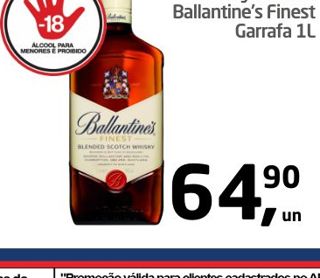 Ballantine's Finest
Garrafa 1L
-18
ÁLCOOL PARA
MENORES É PROIBIDO
Ballantine's
FINEST
BLENDED SCOTCH WHISKY
64,90
un
"Promoção válida para clientes cadastrados no